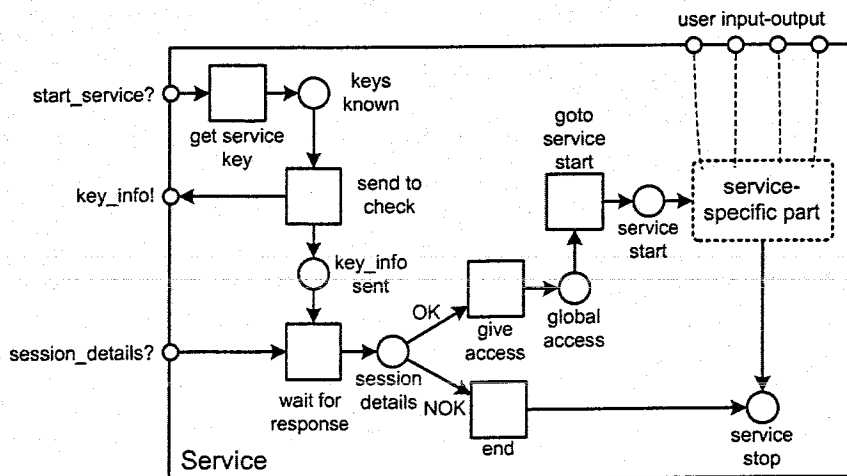 user input-output
start_service?
keys
known
get service
key
goto
service
start
key_info!
send to
check
service-
specific part
service
start
key_info
sent
OK
give
access
global
access
session_details?
session
details
NOK
wait for
response
end
service
stop
Service